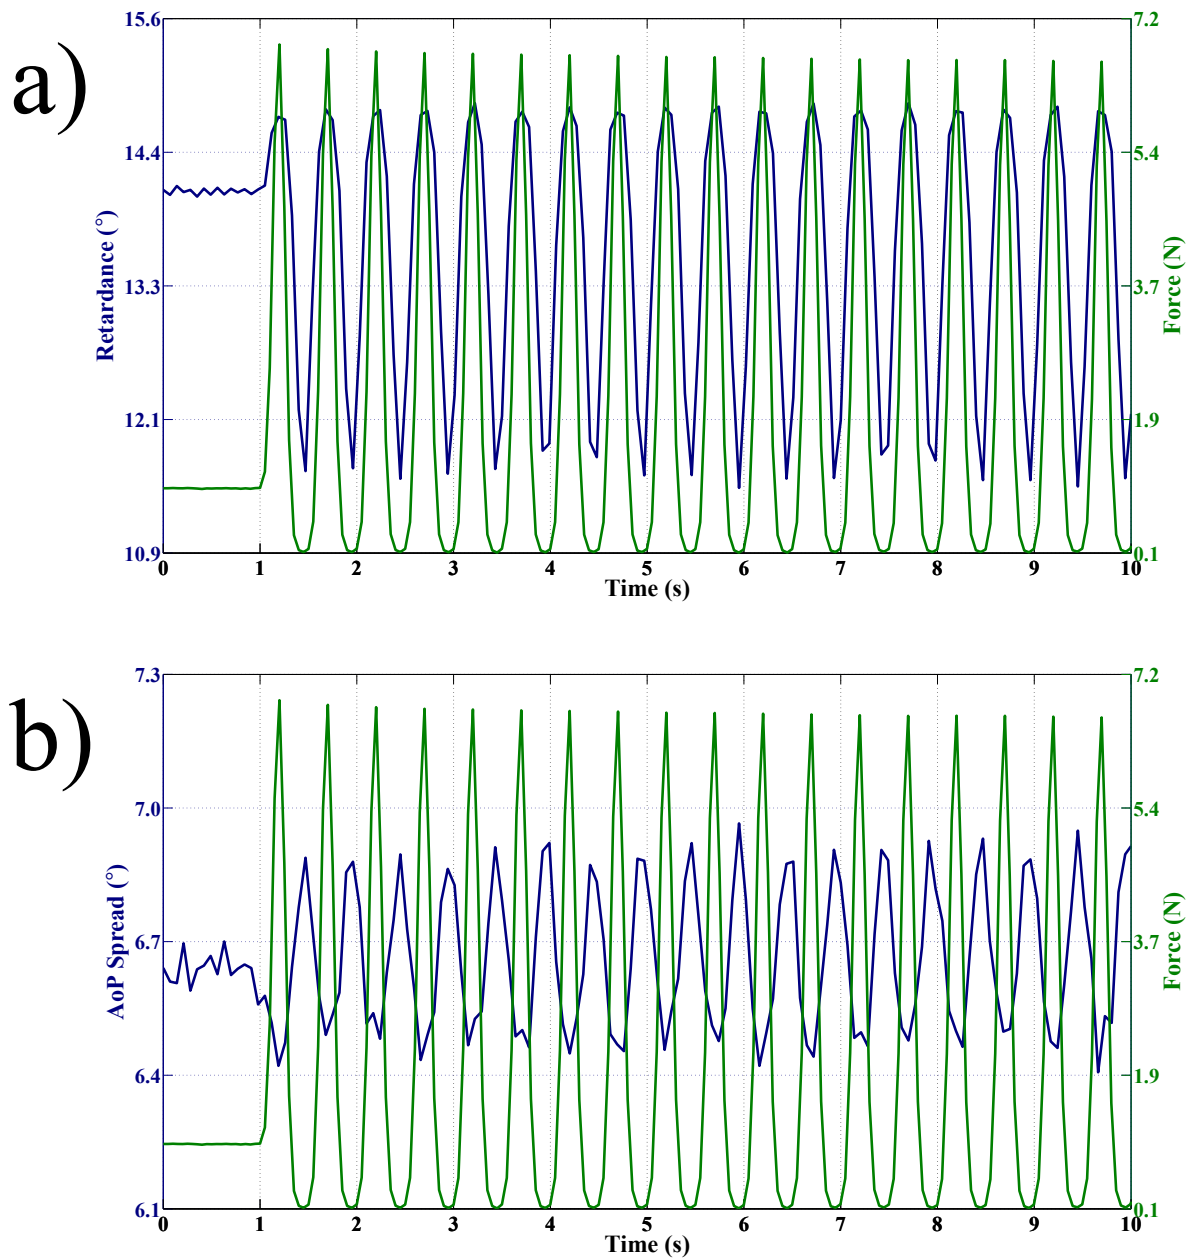 a)
15.6
14.4
13.3
12.1
10.9
Retardance (°)
7.2
5.4
3.7
1.9
0.1
Force (N)
0 1 2 3 4 5 6 7 8 9 10
Time (s)
b)
7.3
7.0
6.7
6.4
6.1
AoP Spread (°)
7.2
5.4
3.7
1.9
0.1
Force (N)
0 1 2 3 4 5 6 7 8 9 10
Time (s)